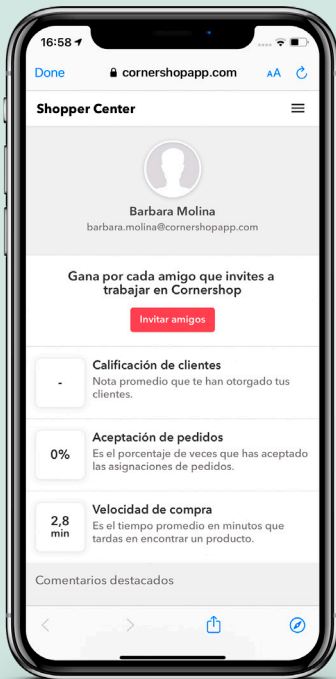 16:58
Done
cornershopapp.com
AA
Shopper Center
Barbara Molina
barbara.molina@cornershopapp.com
Gana por cada amigo que invites a
trabajar en Cornershop
Invitar amigos
-
Calificación de clientes
Nota promedio que te han otorgado tus
clientes.
0%
Aceptación de pedidos
Es el porcentaje de veces que has aceptado
las asignaciones de pedidos.
2,8
min
Velocidad de compra
Es el tiempo promedio en minutos que
tardas en encontrar un producto.
Comentarios destacados